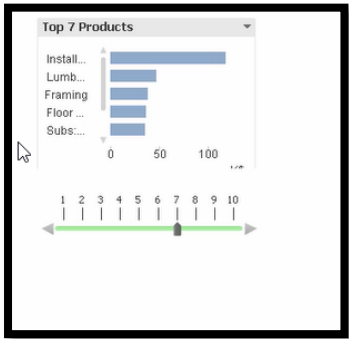 Top 7 Products
Install...
Lumb...
Framing
Floor ...
Subs:...
0 50 100
1 2 3 4 5 6 7 8 9 10